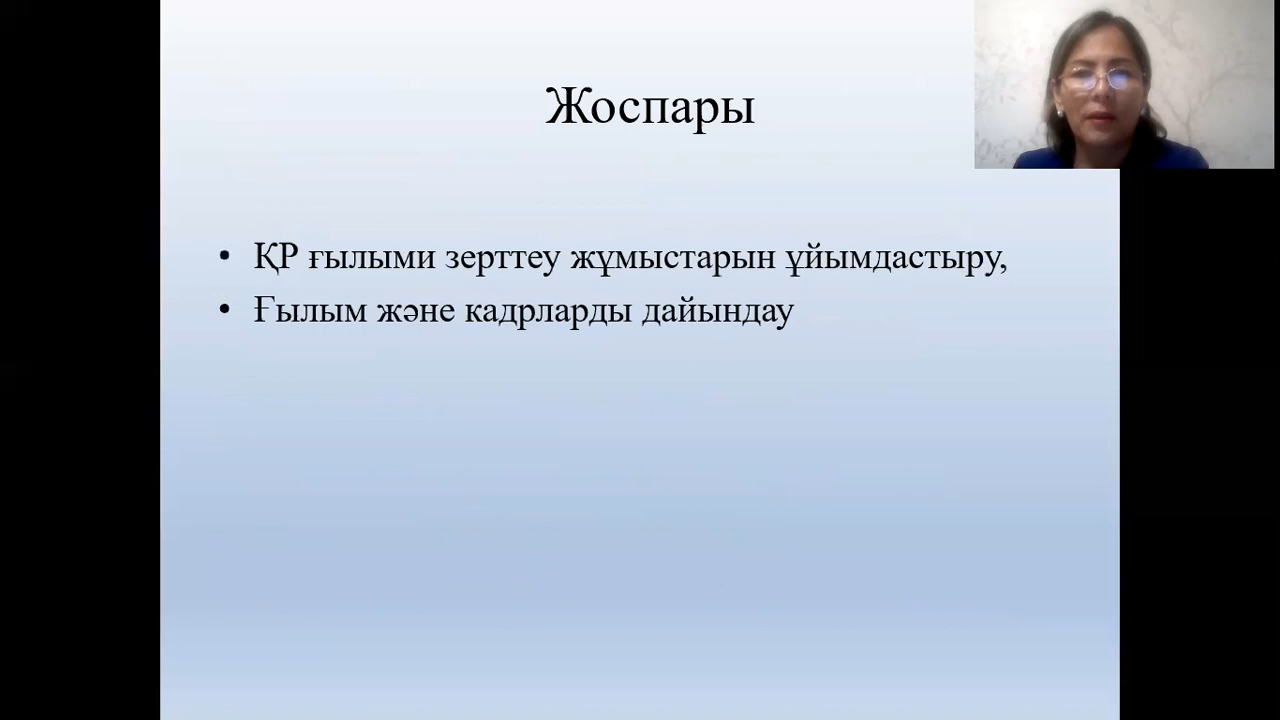 Жоспары
• ҚР ғылыми зерттеу жұмыстарын ұйымдастыру,
• Ғылым және кадрларды дайындау